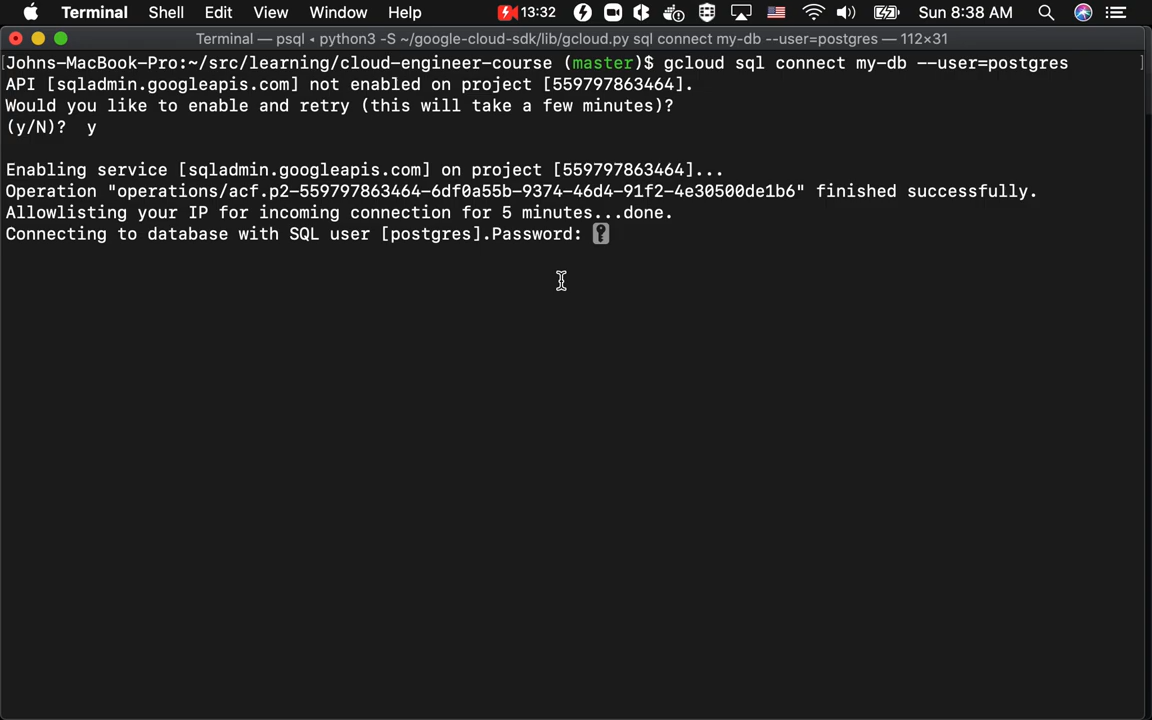 Terminal Shell Edit View Window Help 13:32 Sun 8:38 AM
Terminal — psql ◂ python3 -S ~/google-cloud-sdk/lib/gcloud.py sql connect my-db --user=postgres — 112×31
[Johns-MacBook-Pro:~/src/learning/cloud-engineer-course (master)$ gcloud sql connect my-db --user=postgres ]
API [sqladmin.googleapis.com] not enabled on project [559797863464].
Would you like to enable and retry (this will take a few minutes)?
(y/N)?  y
Enabling service [sqladmin.googleapis.com] on project [559797863464]...
Operation "operations/acf.p2-559797863464-6df0a55b-9374-46d4-91f2-4e30500de1b6" finished successfully.
Allowlisting your IP for incoming connection for 5 minutes...done.
Connecting to database with SQL user [postgres].Password: